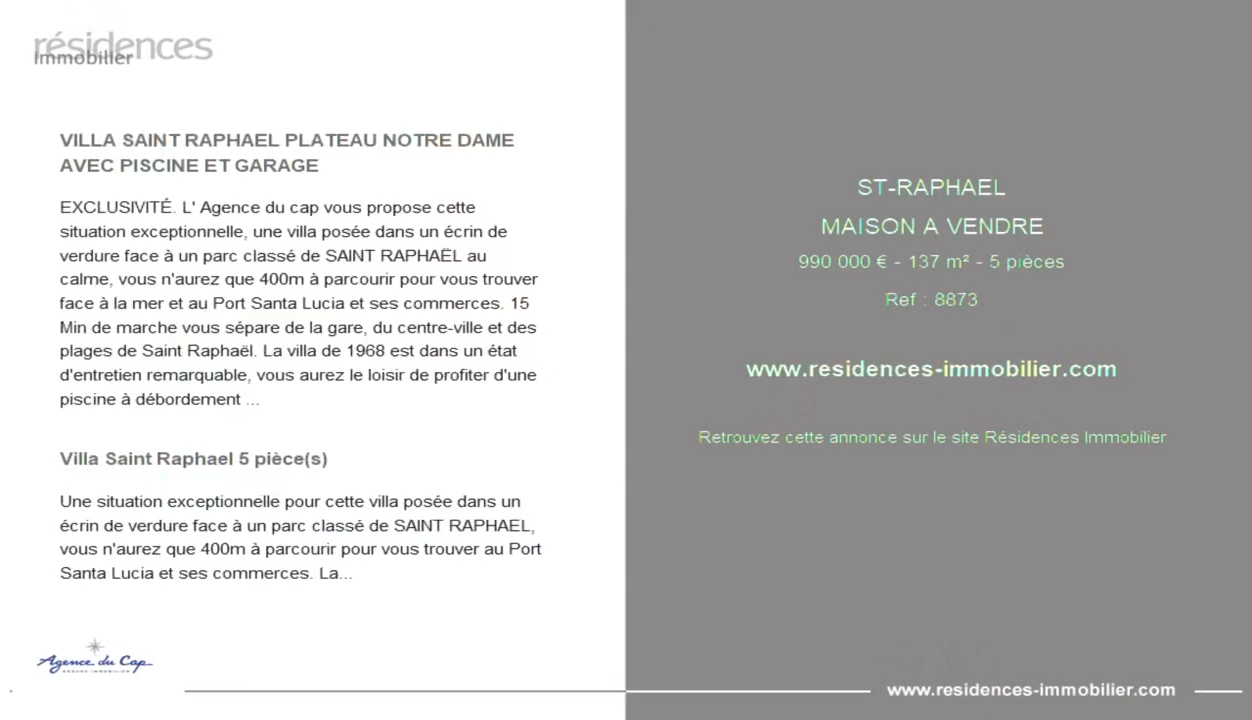 résidences
immobilier
VILLA SAINT RAPHAEL PLATEAU NOTRE DAME
AVEC PISCINE ET GARAGE
EXCLUSIVITÉ. L' Agence du cap vous propose cette
situation exceptionnelle, une villa posée dans un écrin de
verdure face à un parc classé de SAINT RAPHAËL au
calme, vous n'aurez que 400m à parcourir pour vous trouver
face à la mer et au Port Santa Lucia et ses commerces. 15
Min de marche vous sépare de la gare, du centre-ville et des
plages de Saint Raphaël. La villa de 1968 est dans un état
d'entretien remarquable, vous aurez le loisir de profiter d'une
piscine à débordement ...
Villa Saint Raphael 5 pièce(s)
Une situation exceptionnelle pour cette villa posée dans un
écrin de verdure face à un parc classé de SAINT RAPHAEL,
vous n'aurez que 400m à parcourir pour vous trouver au Port
Santa Lucia et ses commerces. La...
Agence du Cap
ST-RAPHAEL
MAISON A VENDRE
990 000 € - 137 m² - 5 pièces
Ref : 8873
www.residences-immobilier.com
Retrouvez cette annonce sur le site Résidences Immobilier
www.residences-immobilier.com